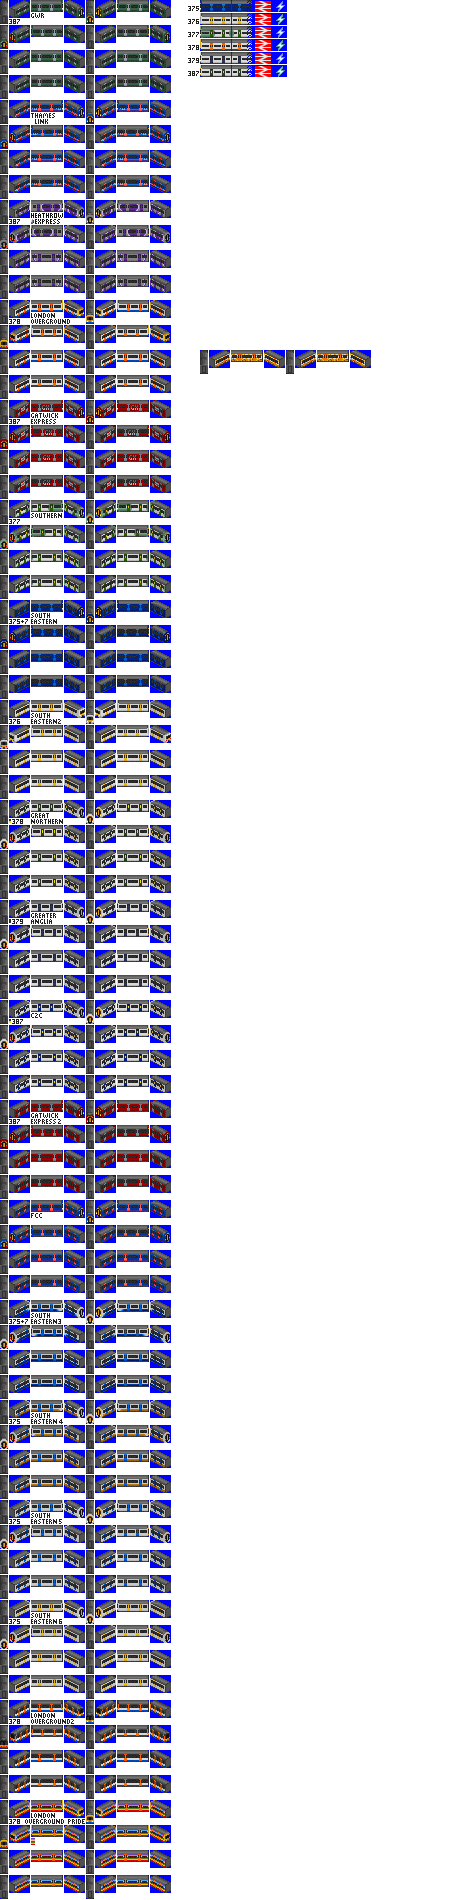 GWR
387
375
376
377
378
379
387
THAMES
LINK
HEATHROW
EXPRESS
387
LONDON
378 OVERGROUND
GATWICK
387 EXPRESS
SOUTHERN
377
SOUTH
375+7 EASTERN
SOUTH
376 EASTERN2
GREAT
*378 NORTHERN
GREATER
*379 ANGLIA
C2C
*387
GATWICK
387 EXPRESS2
FCC
SOUTH
375+7 EASTERN3
SOUTH
375 EASTERN4
SOUTH
375 EASTERN5
SOUTH
375 EASTERN6
LONDON
378 OVERGROUND2
LONDON
378 OVERGROUND PRIDE